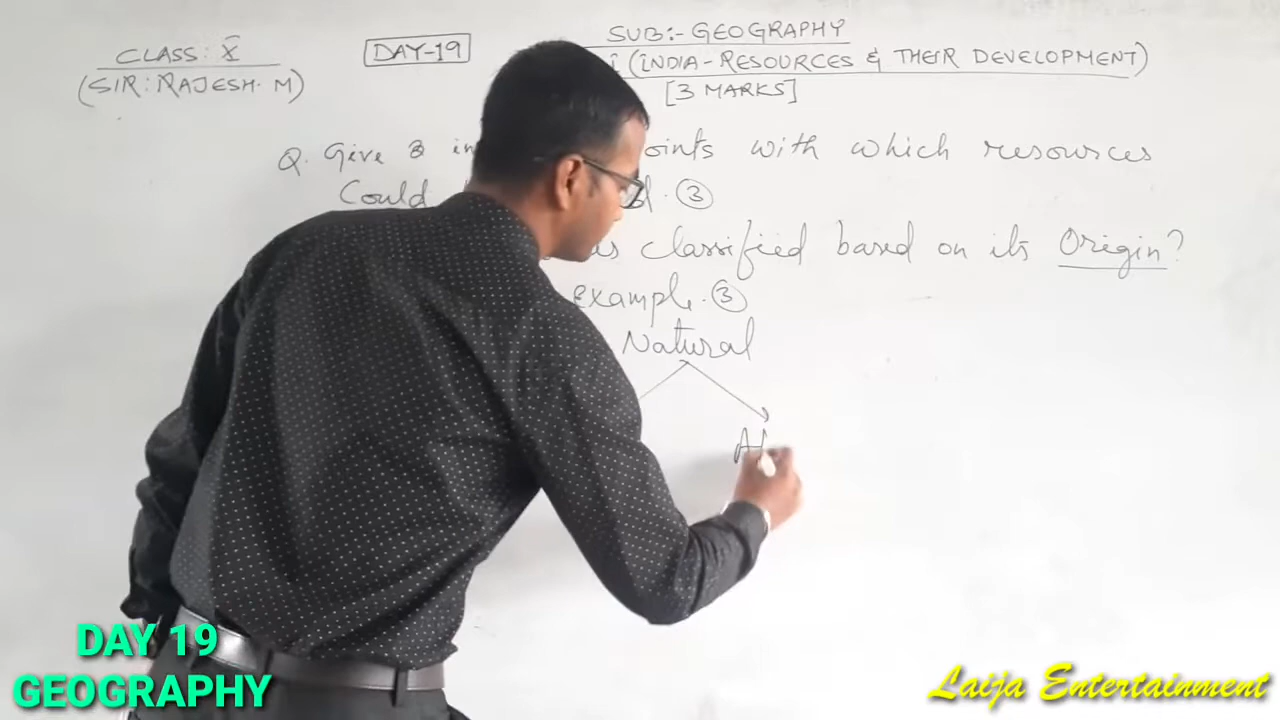 CLASS: X DAY-19 SUB:- GEOGRAPHY
(SIR: RAJESH. M) (INDIA-RESOURCES & THEIR DEVELOPMENT)
[3 MARKS]
Q. Give 3 in oints with which resources
Could d. ③
as classified based on its Origin?
Example. ③
Natural
DAY 19
GEOGRAPHY
Laija Entertainment